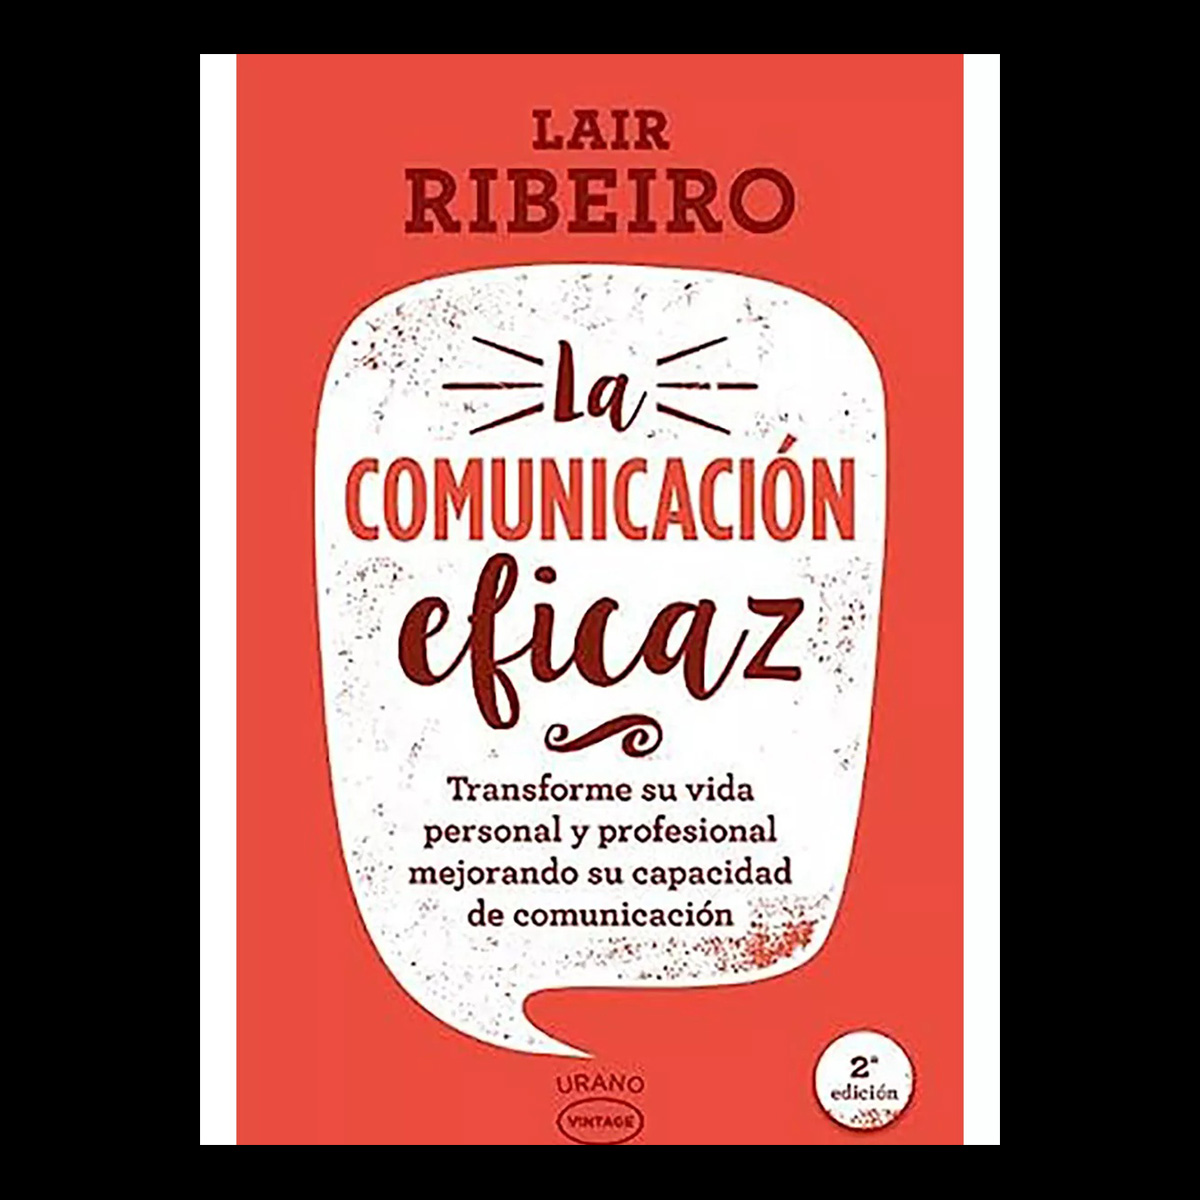 LAIR
RIBEIRO
La
COMUNICACIÓN
eficaz
Transforme su vida
personal y profesional
mejorando su capacidad
de comunicación
2ª
edición
URANO
VINTAGE